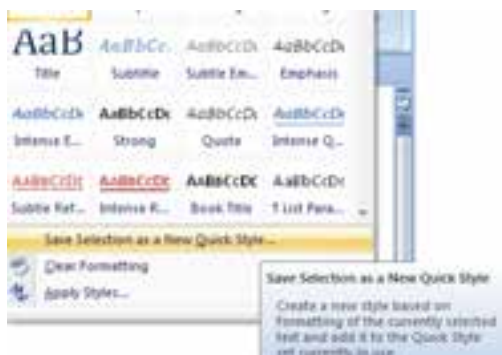 AaB AaBbCc. AaBbCcDc AaBbCcDc
Title Subtitle Subtle Em... Emphasis
AaBbCcDc AaBbCcDc AaBbCcDc AaBbCcDc
Intense E... Strong Quote Intense Q...
AaBbCcDc AaBbCcDc AaBbCcDc AaBbCcDc
Subtle Ref... Intense R... Book Title ¶ List Para...
Save Selection as a New Quick Style...
Clear Formatting
Apply Styles...
Save Selection as a New Quick Style
Create a new style based on
formatting of the currently selected
text and add it to the Quick Style
set currently in use.